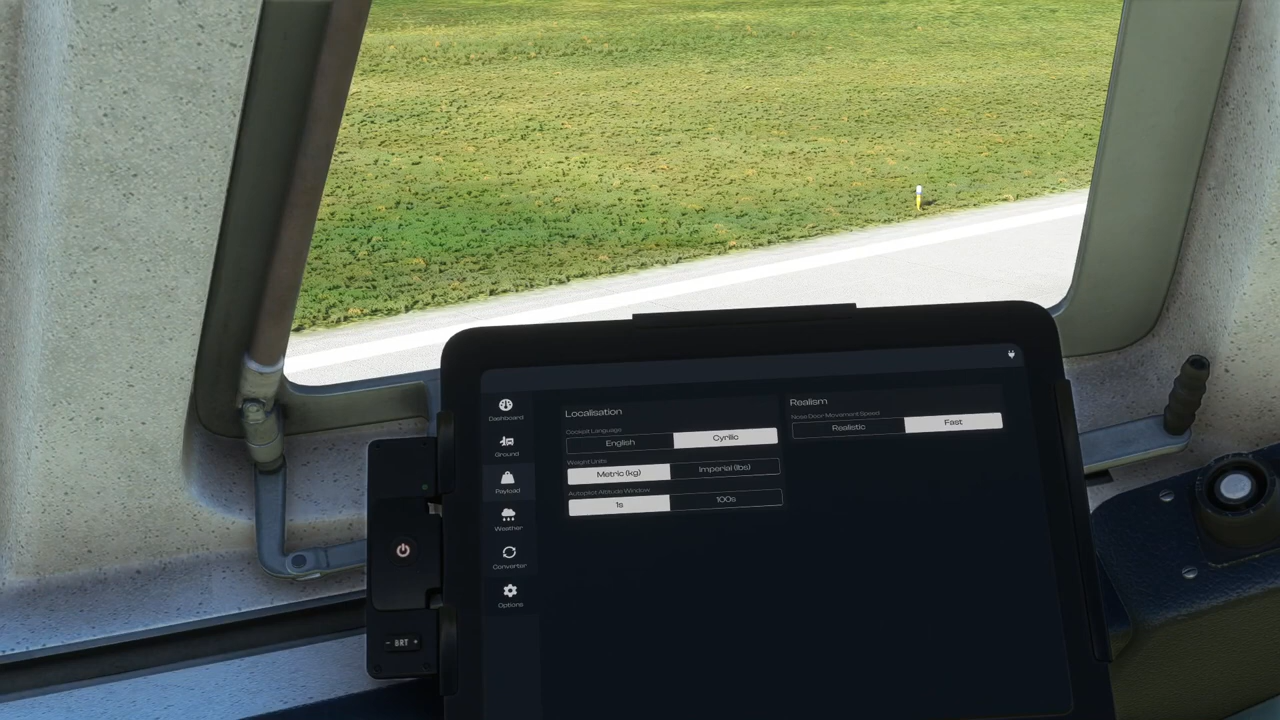 Dashboard
Ground
Payload
Weather
Converter
Options
Localisation
Cockpit Language
English Cyrillic
Weight Units
Metric (kg) Imperial (lbs)
Autopilot Altitude Window
1s 100s
Realism
Nose Door Movement Speed
Realistic Fast
- BRT +